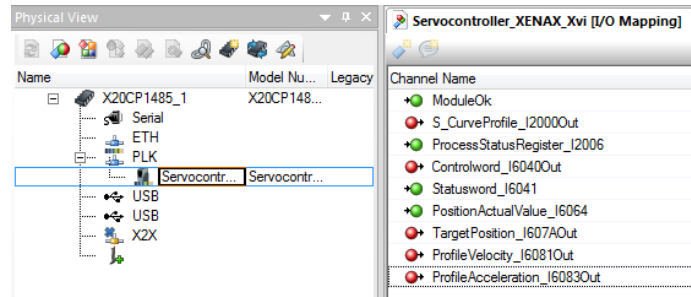 Physical View
Name Model Nu... Legacy
X20CP1485_1 X20CP148...
Serial
ETH
PLK
Servocontr... Servocontr...
USB
USB
X2X
Servocontroller_XENAX_Xvi [I/O Mapping]
Channel Name
ModuleOk
S_CurveProfile_I2000Out
ProcessStatusRegister_I2006
Controlword_I6040Out
Statusword_I6041
PositionActualValue_I6064
TargetPosition_I607AOut
ProfileVelocity_I6081Out
ProfileAcceleration_I6083Out